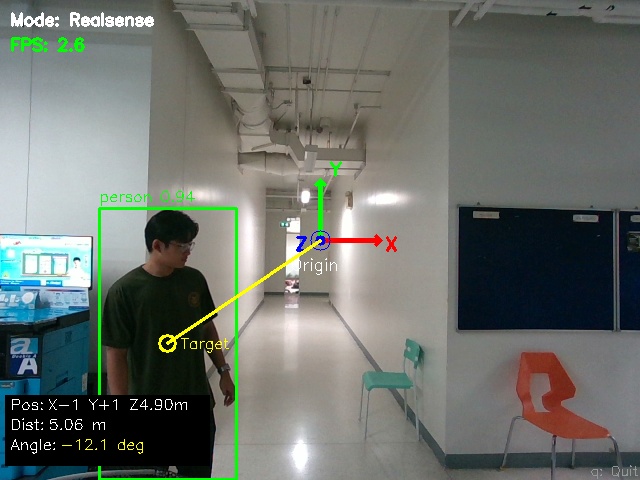 Mode: Realsense
FPS: 2.6
person 0.94
Y
Z
X
Origin
Target
A
Pos: X-1 Y+1 Z4.90m
Dist: 5.06 m
Angle: -12.1 deg
q: Quit